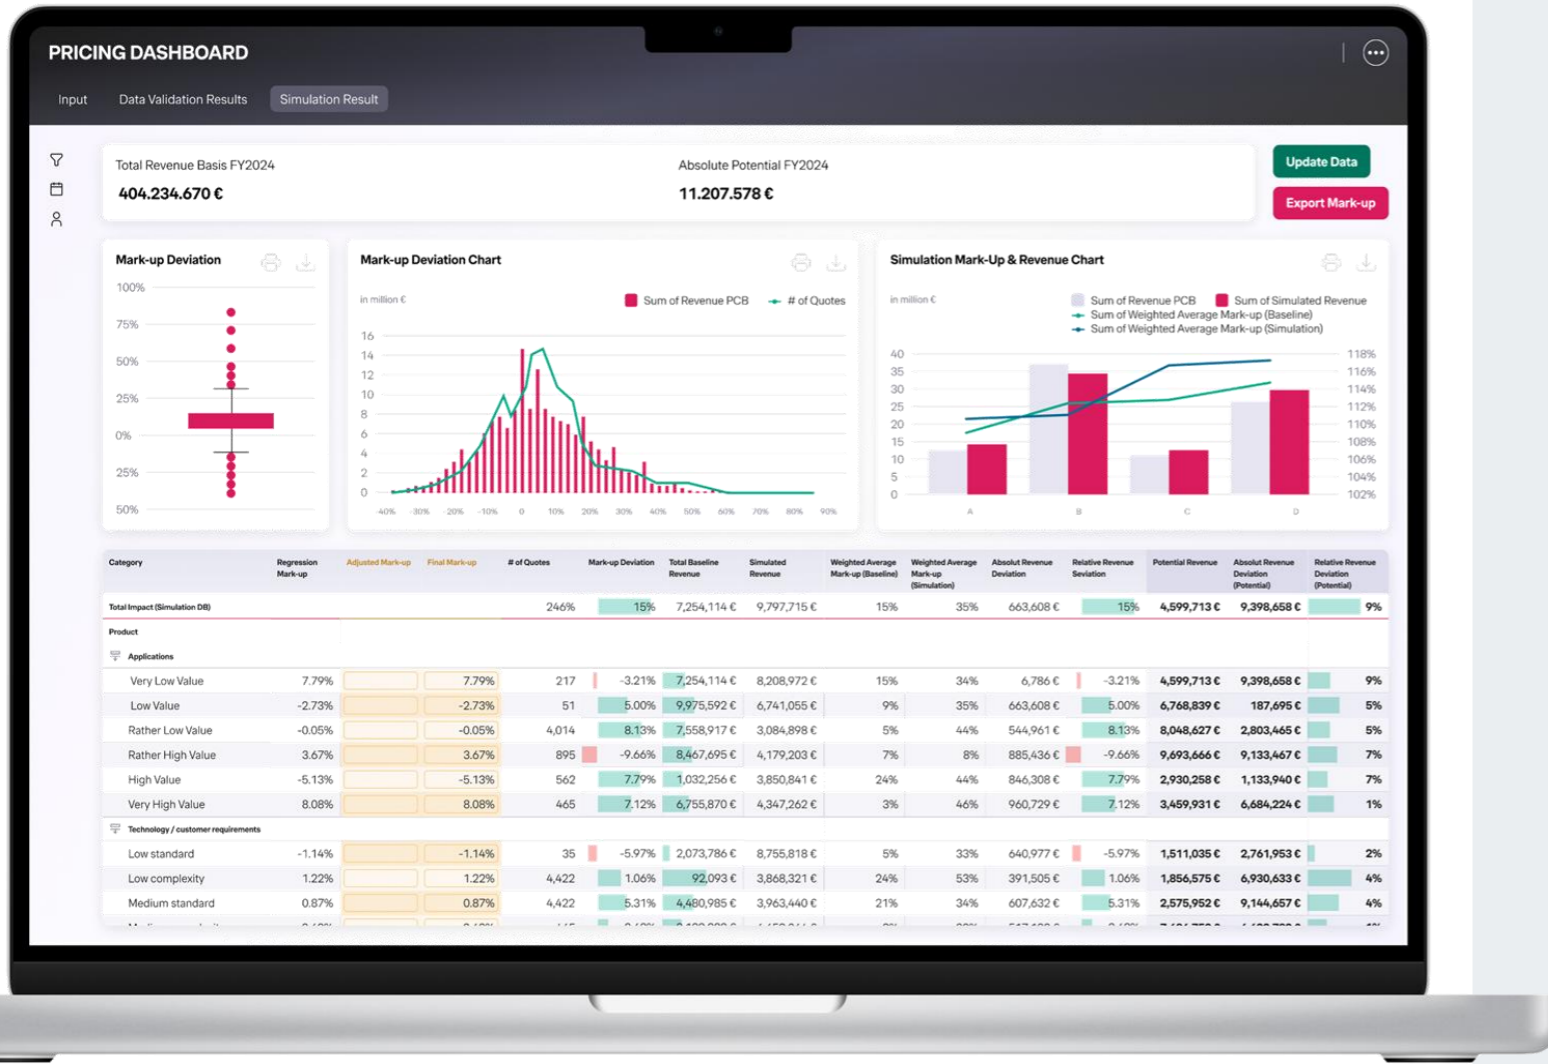 PRICING DASHBOARD
Input Data Validation Results Simulation Result
Total Revenue Basis FY2024
404.234.670 €
Absolute Potential FY2024
11.207.578 €
Update Data
Export Mark-up
Mark-up Deviation
100%
75%
50%
25%
0%
25%
50%
Mark-up Deviation Chart
in million €
Sum of Revenue PCB # of Quotes
16
14
12
10
8
6
4
2
0
-40% -30% -20% -10% 0 10% 20% 30% 40% 50% 60% 70% 80% 90%
Simulation Mark-Up & Revenue Chart
in million €
Sum of Revenue PCB Sum of Simulated Revenue
Sum of Weighted Average Mark-up (Baseline)
Sum of Weighted Average Mark-up (Simulation)
40
35
30
25
20
15
10
5
0
118%
116%
114%
112%
110%
108%
106%
104%
102%
A B C D
Category Regression Mark-up Adjusted Mark-up Final Mark-up # of Quotes Mark-up Deviation Total Baseline Revenue Simulated Revenue Weighted Average Mark-up (Baseline) Weighted Average Mark-up (Simulation) Absolut Revenue Deviation Relative Revenue Seviation Potential Revenue Absolut Revenue Deviation (Potential) Relative Revenue Deviation (Potential)
Total Impact (Simulation DB) 246% 15% 7,254,114 € 9,797,715 € 15% 35% 663,608 € 15% 4,599,713 € 9,398,658 € 9%
Product
Applications
Very Low Value 7.79% 7.79% 217 -3.21% 7,254,114 € 8,208,972 € 15% 34% 6,786 € -3.21% 4,599,713 € 9,398,658 € 9%
Low Value -2.73% -2.73% 51 5.00% 9,975,592 € 6,741,055 € 9% 35% 663,608 € 5.00% 6,768,839 € 187,695 € 5%
Rather Low Value -0.05% -0.05% 4,014 8.13% 7,558,917 € 3,084,898 € 5% 44% 544,961 € 8.13% 8,048,627 € 2,803,465 € 5%
Rather High Value 3.67% 3.67% 895 -9.66% 8,467,695 € 4,179,203 € 7% 8% 885,436 € -9.66% 9,693,666 € 9,133,467 € 7%
High Value -5.13% -5.13% 562 7.79% 1,032,256 € 3,850,841 € 24% 44% 846,308 € 7.79% 2,930,258 € 1,133,940 € 7%
Very High Value 8.08% 8.08% 465 7.12% 6,755,870 € 4,347,262 € 3% 46% 960,729 € 7.12% 3,459,931 € 6,684,224 € 1%
Technology / customer requirements
Low standard -1.14% -1.14% 35 -5.97% 2,073,786 € 8,755,818 € 5% 33% 640,977 € -5.97% 1,511,035 € 2,761,953 € 2%
Low complexity 1.22% 1.22% 4,422 1.06% 92,093 € 3,868,321 € 24% 53% 391,505 € 1.06% 1,856,575 € 6,930,633 € 4%
Medium standard 0.87% 0.87% 4,422 5.31% 4,480,985 € 3,963,440 € 21% 34% 607,632 € 5.31% 2,575,952 € 9,144,657 € 4%